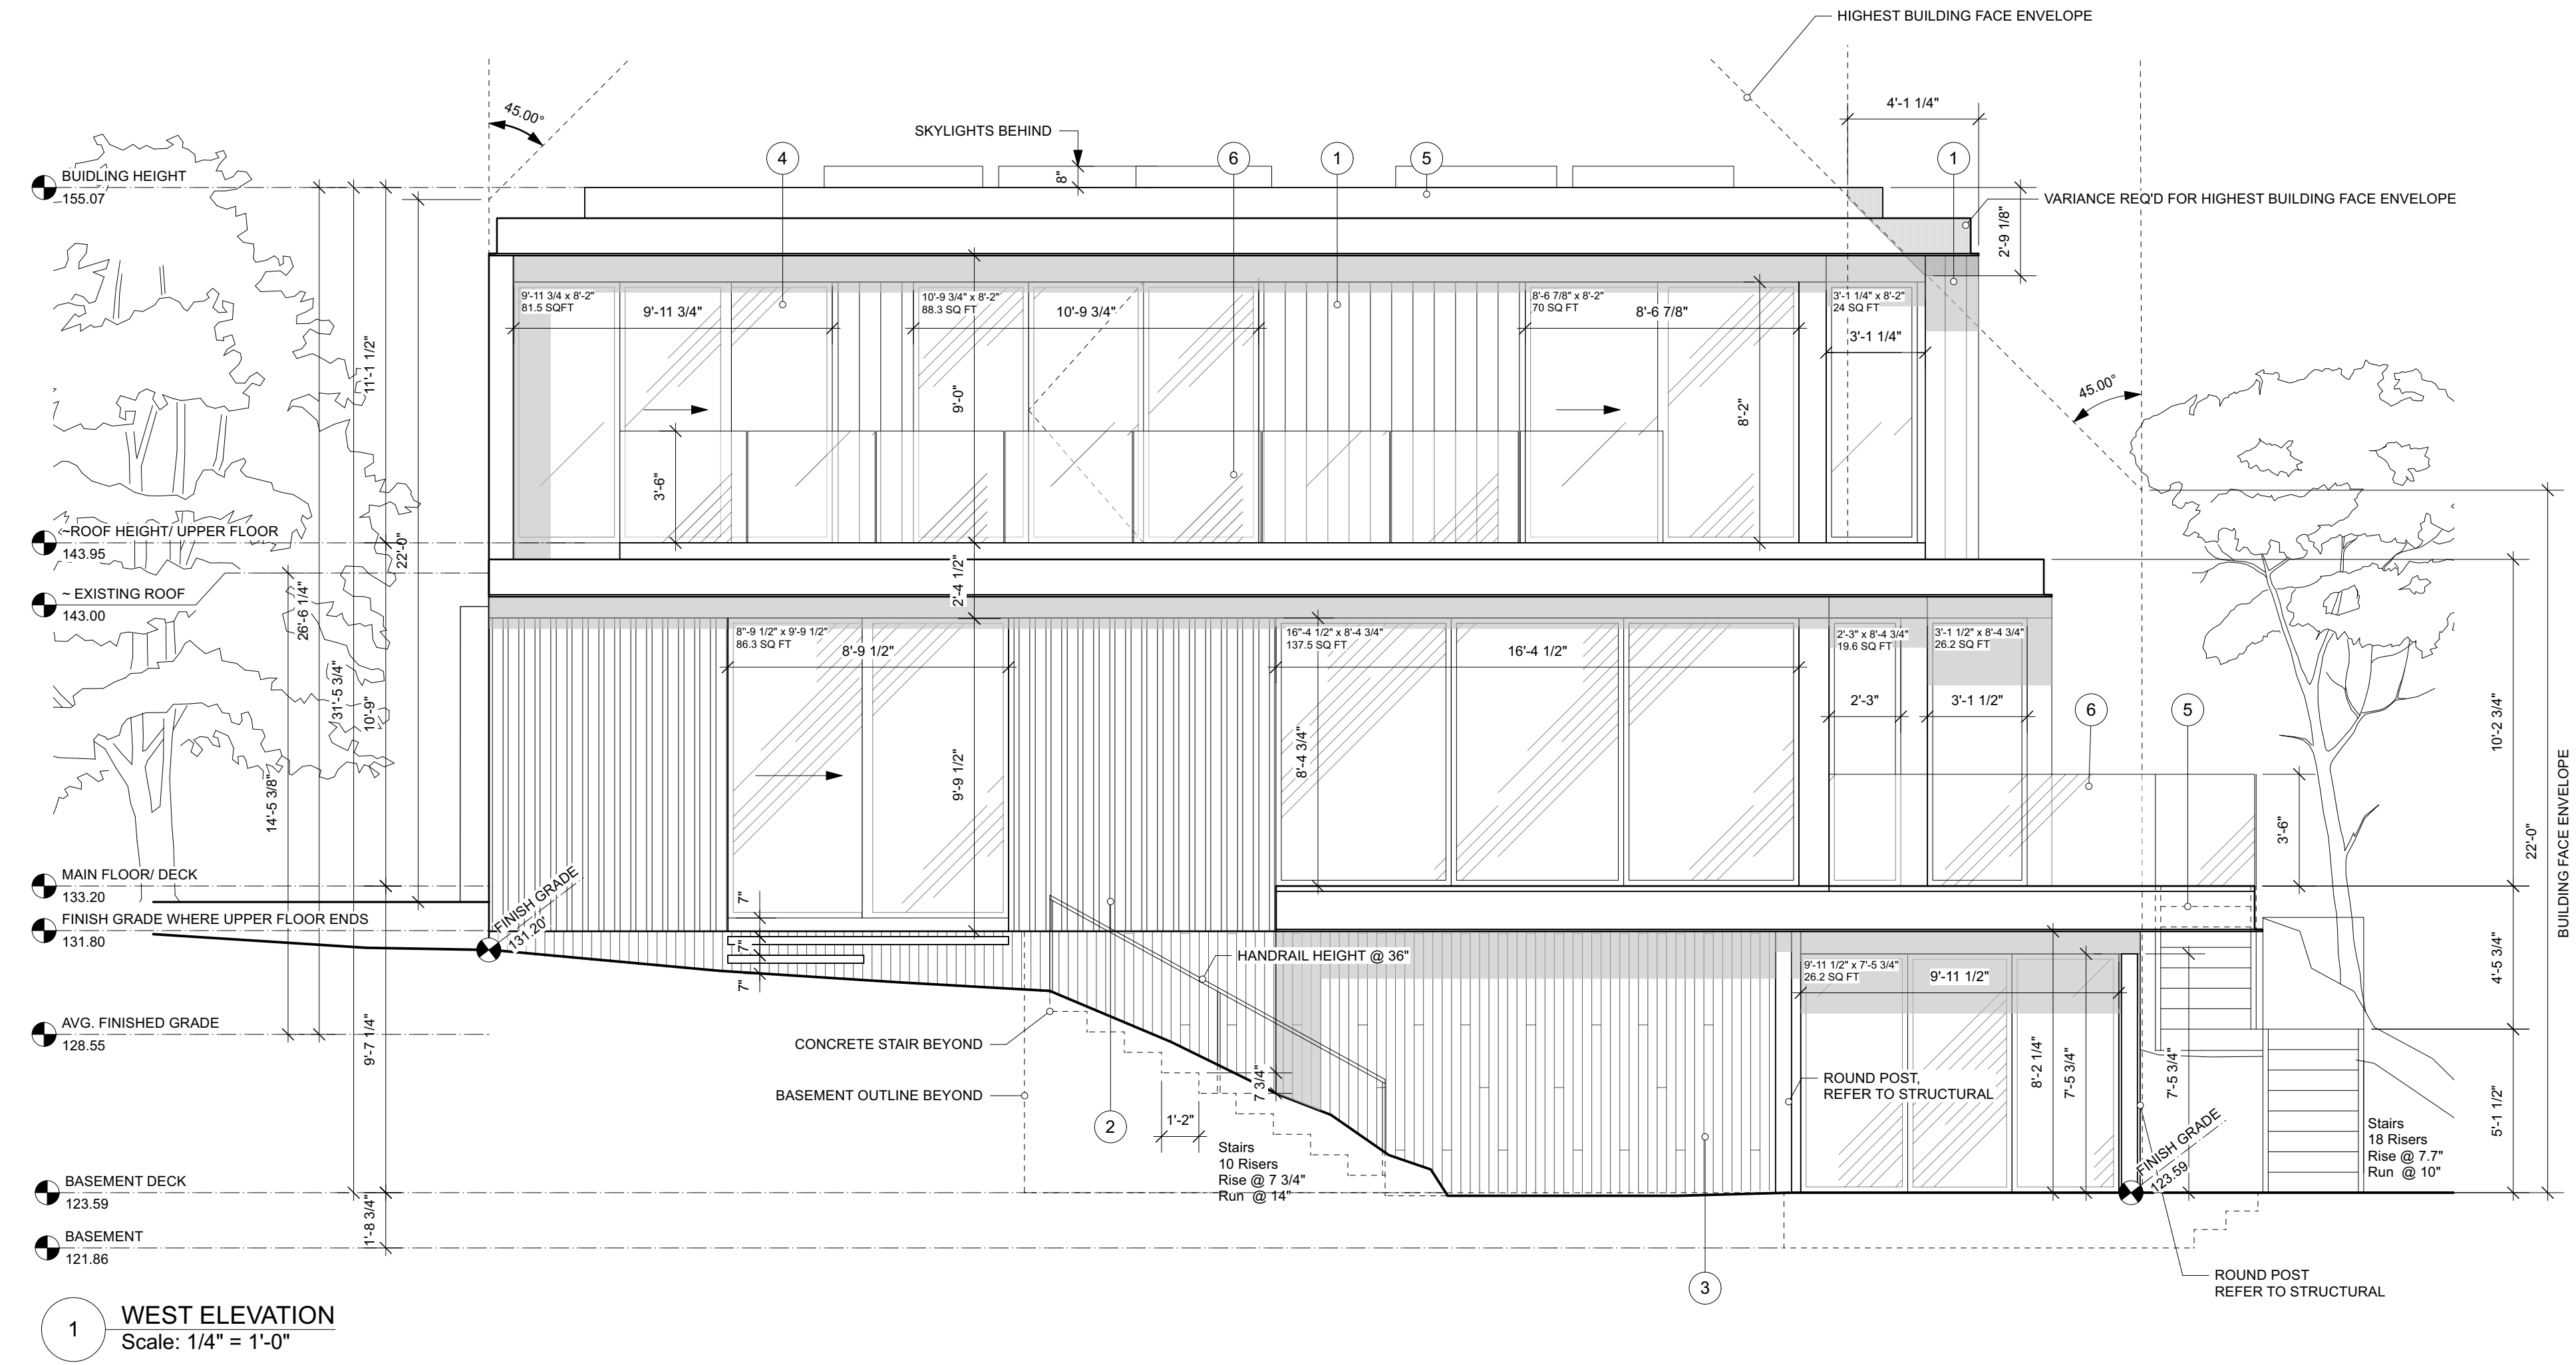 HIGHEST BUILDING FACE ENVELOPE
45.00°
4'-1 1/4"
SKYLIGHTS BEHIND
4
6
1
5
1
8"
BUIDLING HEIGHT
155.07
VARIANCE REQ'D FOR HIGHEST BUILDING FACE ENVELOPE
2'-9 1/8"
9'-11 3/4 x 8'-2"
81.5 SQFT
9'-11 3/4"
10'-9 3/4" x 8'-2"
88.3 SQ FT
10'-9 3/4"
8'-6 7/8" x 8'-2"
70 SQ FT
8'-6 7/8"
3'-1 1/4" x 8'-2"
24 SQ FT
3'-1 1/4"
11'-1 1/2"
9'-0"
8'-2"
45.00°
3'-6"
~ROOF HEIGHT/ UPPER FLOOR
143.95
22'-0"
2'-4 1/2"
~ EXISTING ROOF
143.00
26'-6 1/4"
8"-9 1/2" x 9'-9 1/2"
86.3 SQ FT
8'-9 1/2"
16"-4 1/2" x 8'-4 3/4"
137.5 SQ FT
16'-4 1/2"
2'-3" x 8'-4 3/4"
19.6 SQ FT
3'-1 1/2" x 8'-4 3/4"
26.2 SQ FT
31'-5 3/4"
10'-9"
2'-3"
3'-1 1/2"
6
5
10'-2 3/4"
14'-5 3/8"
9'-9 1/2"
8'-4 3/4"
3'-6"
22'-0"
BUILDING FACE ENVELOPE
MAIN FLOOR/ DECK
133.20
FINISH GRADE WHERE UPPER FLOOR ENDS
131.80
FINISH GRADE
131.20'
7"
7"
7"
HANDRAIL HEIGHT @ 36"
9'-11 1/2" x 7'-5 3/4"
26.2 SQ FT
9'-11 1/2"
4'-5 3/4"
AVG. FINISHED GRADE
128.55
9'-7 1/4"
CONCRETE STAIR BEYOND
7 3/4"
8'-2 1/4"
7'-5 3/4"
7'-5 3/4"
BASEMENT OUTLINE BEYOND
ROUND POST,
REFER TO STRUCTURAL
5'-1 1/2"
2
1'-2"
Stairs
10 Risers
Rise @ 7 3/4"
Run @ 14"
FINISH GRADE
123.59
Stairs
18 Risers
Rise @ 7.7"
Run @ 10"
BASEMENT DECK
123.59
1'-8 3/4"
BASEMENT
121.86
3
ROUND POST
REFER TO STRUCTURAL
1
WEST ELEVATION
Scale: 1/4" = 1'-0"